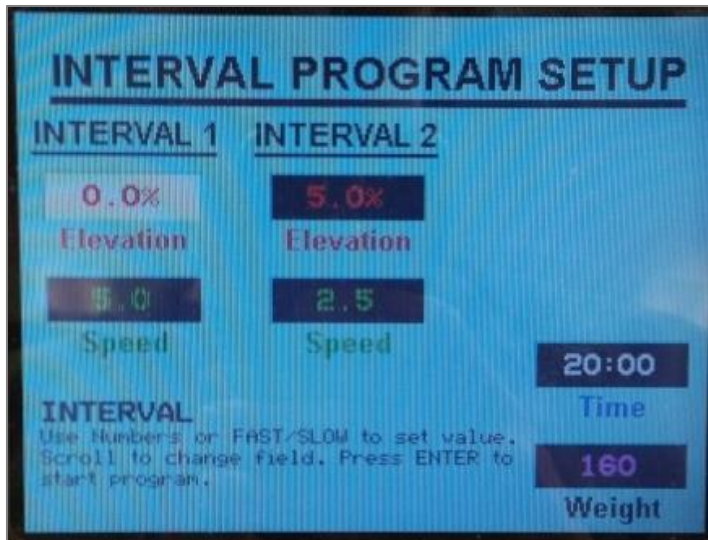 INTERVAL PROGRAM SETUP
INTERVAL 1 INTERVAL 2
0.0% 5.0%
Elevation Elevation
5.0 2.5
Speed Speed
20:00
Time
INTERVAL
Use Numbers or FAST/SLOW to set value.
Scroll to change field. Press ENTER to
start program.
160
Weight